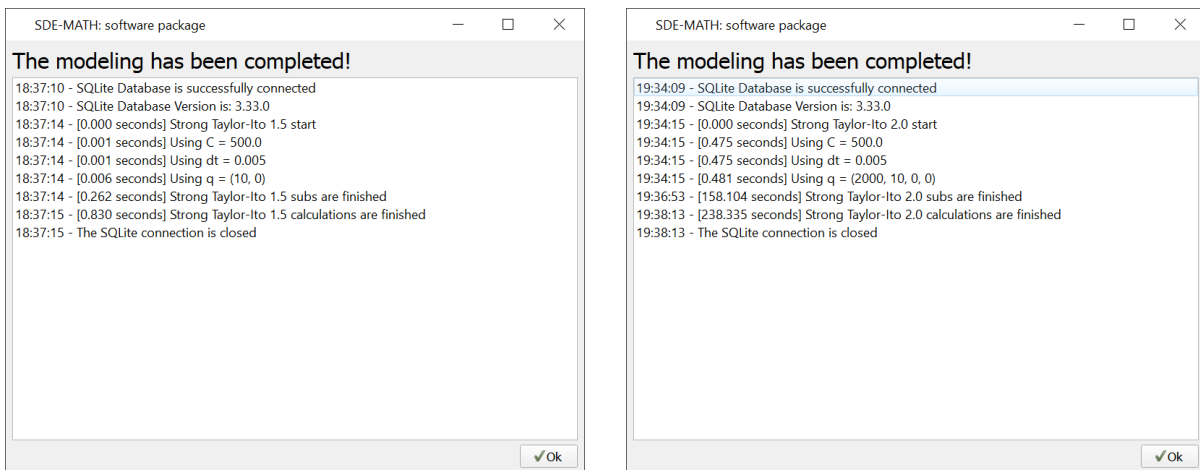 SDE-MATH: software package
The modeling has been completed!
18:37:10 - SQLite Database is successfully connected
18:37:10 - SQLite Database Version is: 3.33.0
18:37:14 - [0.000 seconds] Strong Taylor-Ito 1.5 start
18:37:14 - [0.001 seconds] Using C = 500.0
18:37:14 - [0.001 seconds] Using dt = 0.005
18:37:14 - [0.006 seconds] Using q = (10, 0)
18:37:14 - [0.262 seconds] Strong Taylor-Ito 1.5 subs are finished
18:37:15 - [0.830 seconds] Strong Taylor-Ito 1.5 calculations are finished
18:37:15 - The SQLite connection is closed
Ok
SDE-MATH: software package
The modeling has been completed!
19:34:09 - SQLite Database is successfully connected
19:34:09 - SQLite Database Version is: 3.33.0
19:34:15 - [0.000 seconds] Strong Taylor-Ito 2.0 start
19:34:15 - [0.475 seconds] Using C = 500.0
19:34:15 - [0.475 seconds] Using dt = 0.005
19:34:15 - [0.481 seconds] Using q = (2000, 10, 0, 0)
19:36:53 - [158.104 seconds] Strong Taylor-Ito 2.0 subs are finished
19:38:13 - [238.335 seconds] Strong Taylor-Ito 2.0 calculations are finished
19:38:13 - The SQLite connection is closed
Ok